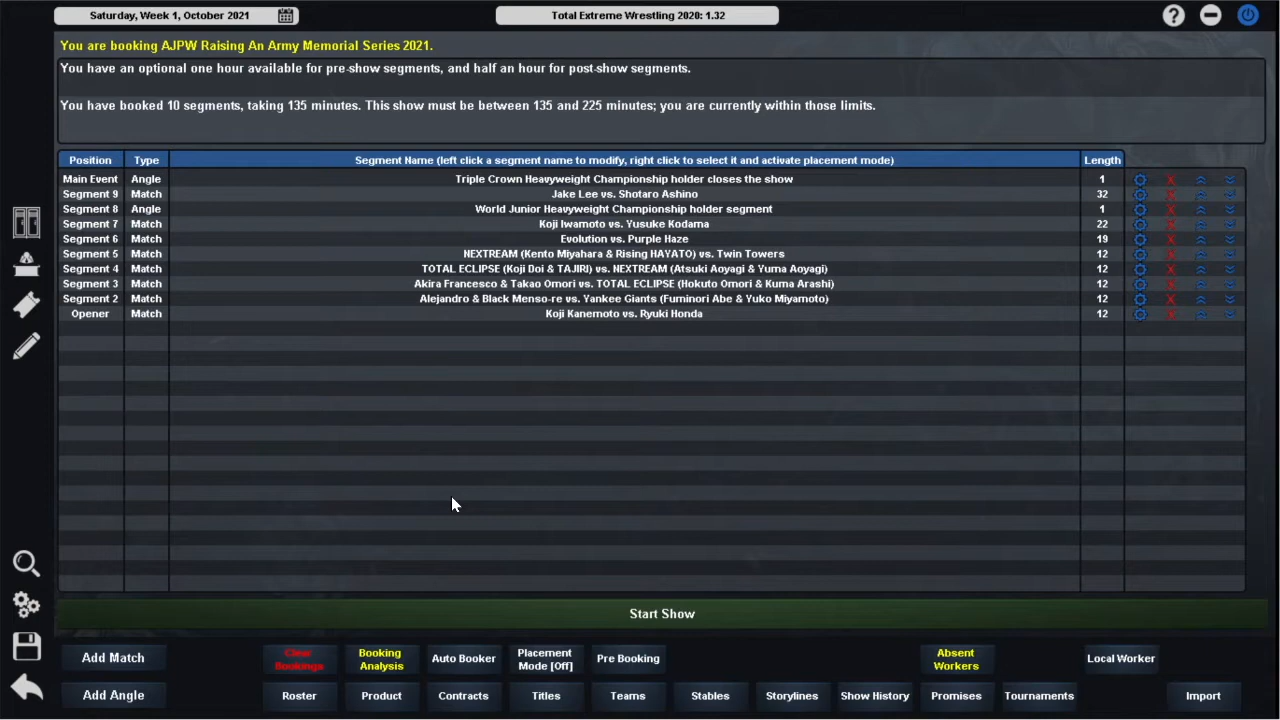 Saturday, Week 1, October 2021
Total Extreme Wrestling 2020: 1.32
You are booking AJPW Raising An Army Memorial Series 2021.
You have an optional one hour available for pre-show segments, and half an hour for post-show segments.
You have booked 10 segments, taking 135 minutes. This show must be between 135 and 225 minutes; you are currently within those limits.
Position Type Segment Name (left click a segment name to modify, right click to select it and activate placement mode) Length
Main Event Angle Triple Crown Heavyweight Championship holder closes the show 1
Segment 9 Match Jake Lee vs. Shotaro Ashino 32
Segment 8 Angle World Junior Heavyweight Championship holder segment 1
Segment 7 Match Koji Iwamoto vs. Yusuke Kodama 22
Segment 6 Match Evolution vs. Purple Haze 19
Segment 5 Match NEXTREAM (Kento Miyahara & Rising HAYATO) vs. Twin Towers 12
Segment 4 Match TOTAL ECLIPSE (Koji Doi & TAJIRI) vs. NEXTREAM (Atsuki Aoyagi & Yuma Aoyagi) 12
Segment 3 Match Akira Francesco & Takao Omori vs. TOTAL ECLIPSE (Hokuto Omori & Kuma Arashi) 12
Segment 2 Match Alejandro & Black Menso-re vs. Yankee Giants (Fuminori Abe & Yuko Miyamoto) 12
Opener Match Koji Kanemoto vs. Ryuki Honda 12
Start Show
Add Match
Clear Bookings
Booking Analysis
Auto Booker
Placement Mode [Off]
Pre Booking
Absent Workers
Local Worker
Add Angle
Roster
Product
Contracts
Titles
Teams
Stables
Storylines
Show History
Promises
Tournaments
Import